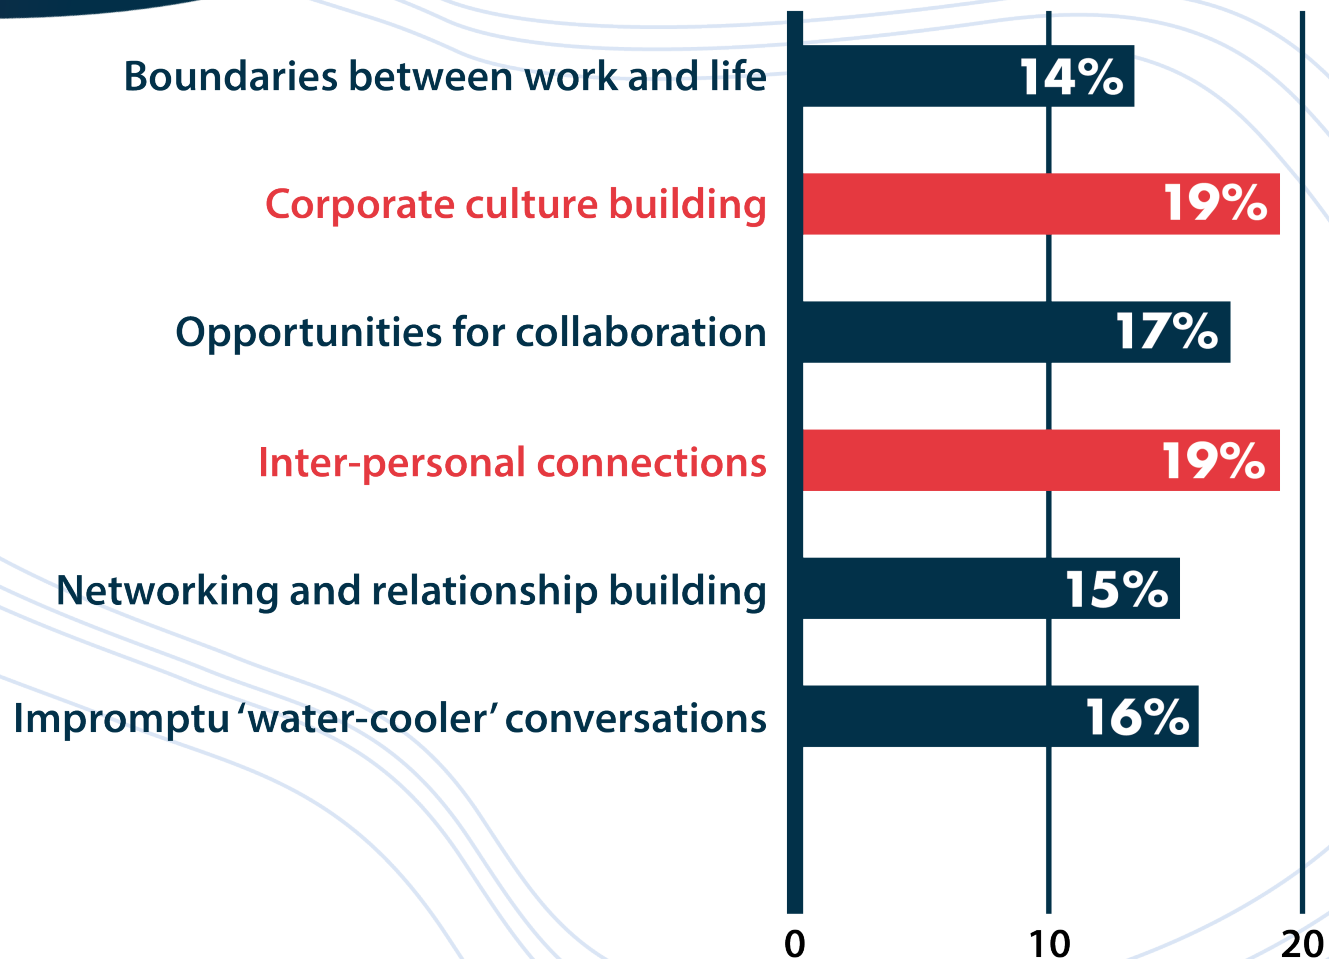 Boundaries between work and life 14%
Corporate culture building 19%
Opportunities for collaboration 17%
Inter-personal connections 19%
Networking and relationship building 15%
Impromptu ‘water-cooler’ conversations 16%
0 10 20